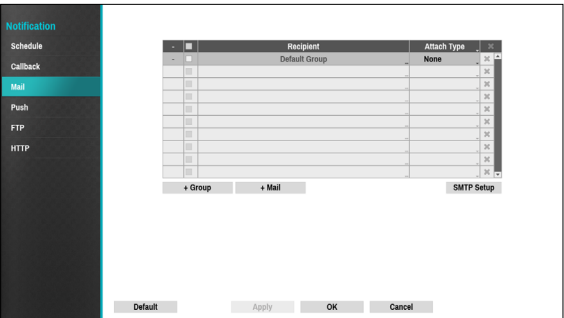 Notification
Schedule
Callback
Mail
Push
FTP
HTTP
- Recipient Attach Type
- Default Group None
+ Group + Mail SMTP Setup
Default Apply OK Cancel